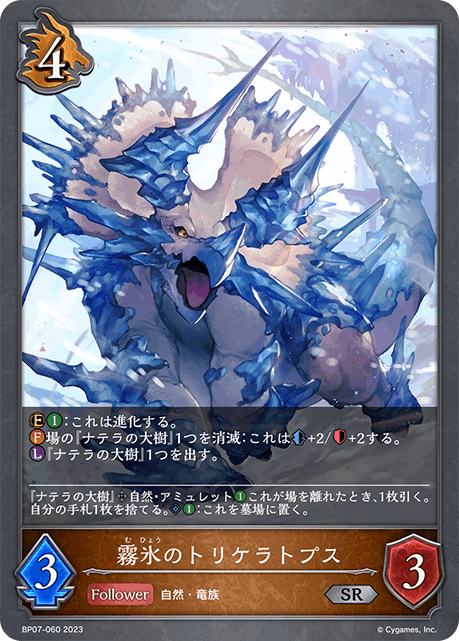 4
E 1:これは進化する。
F 場の『ナテラの大樹』1つを消滅:これは+2/+2する。
L 『ナテラの大樹』1つを出す。
『ナテラの大樹』自然・アミュレット 1 これが場を離れたとき、1枚引く。
自分の手札1枚を捨てる。1:これを墓場に置く。
む ひょう
霧氷のトリケラトプス
3
Follower 自然・竜族
SR
3
BP07-060 2023
© Cygames, Inc.